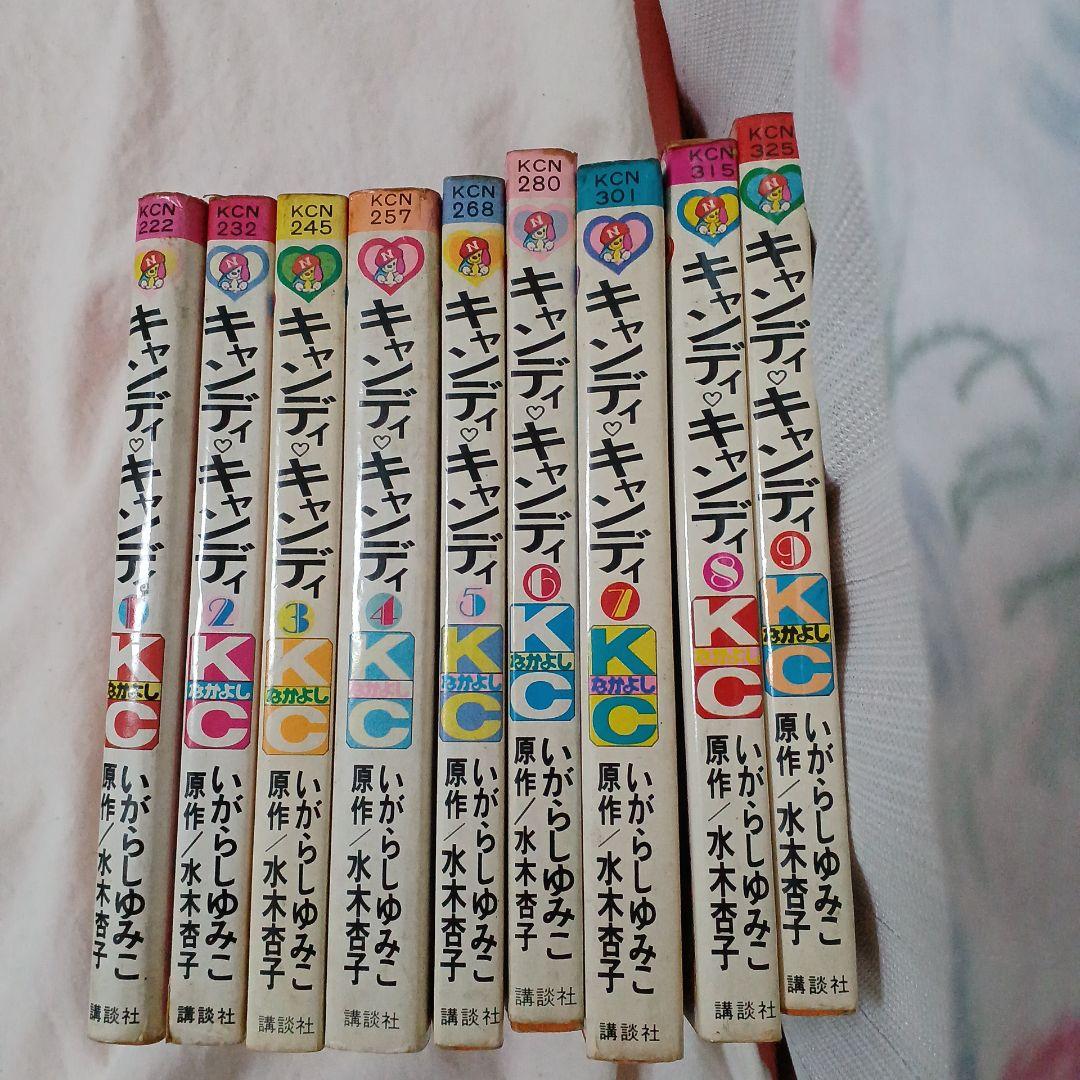 KCN
222
N
キャンディ♡キャンディ
1
K
なかよし
C
いがらしゆみこ
原作/水木杏子
講談社
KCN
232
N
キャンディ♡キャンディ
2
K
なかよし
C
いがらしゆみこ
原作/水木杏子
講談社
KCN
245
N
キャンディ♡キャンディ
3
K
なかよし
C
いがらしゆみこ
原作/水木杏子
講談社
KCN
257
N
キャンディ♡キャンディ
4
K
なかよし
C
いがらしゆみこ
原作/水木杏子
講談社
KCN
268
N
キャンディ♡キャンディ
5
K
なかよし
C
いがらしゆみこ
原作/水木杏子
講談社
KCN
280
N
キャンディ♡キャンディ
6
K
なかよし
C
いがらしゆみこ
原作/水木杏子
講談社
KCN
301
N
キャンディ♡キャンディ
7
K
なかよし
C
いがらしゆみこ
原作/水木杏子
講談社
KCN
315
N
キャンディ♡キャンディ
8
K
なかよし
C
いがらしゆみこ
原作/水木杏子
講談社
KCN
325
N
キャンディ♡キャンディ
9
K
なかよし
C
いがらしゆみこ
原作/水木杏子
講談社